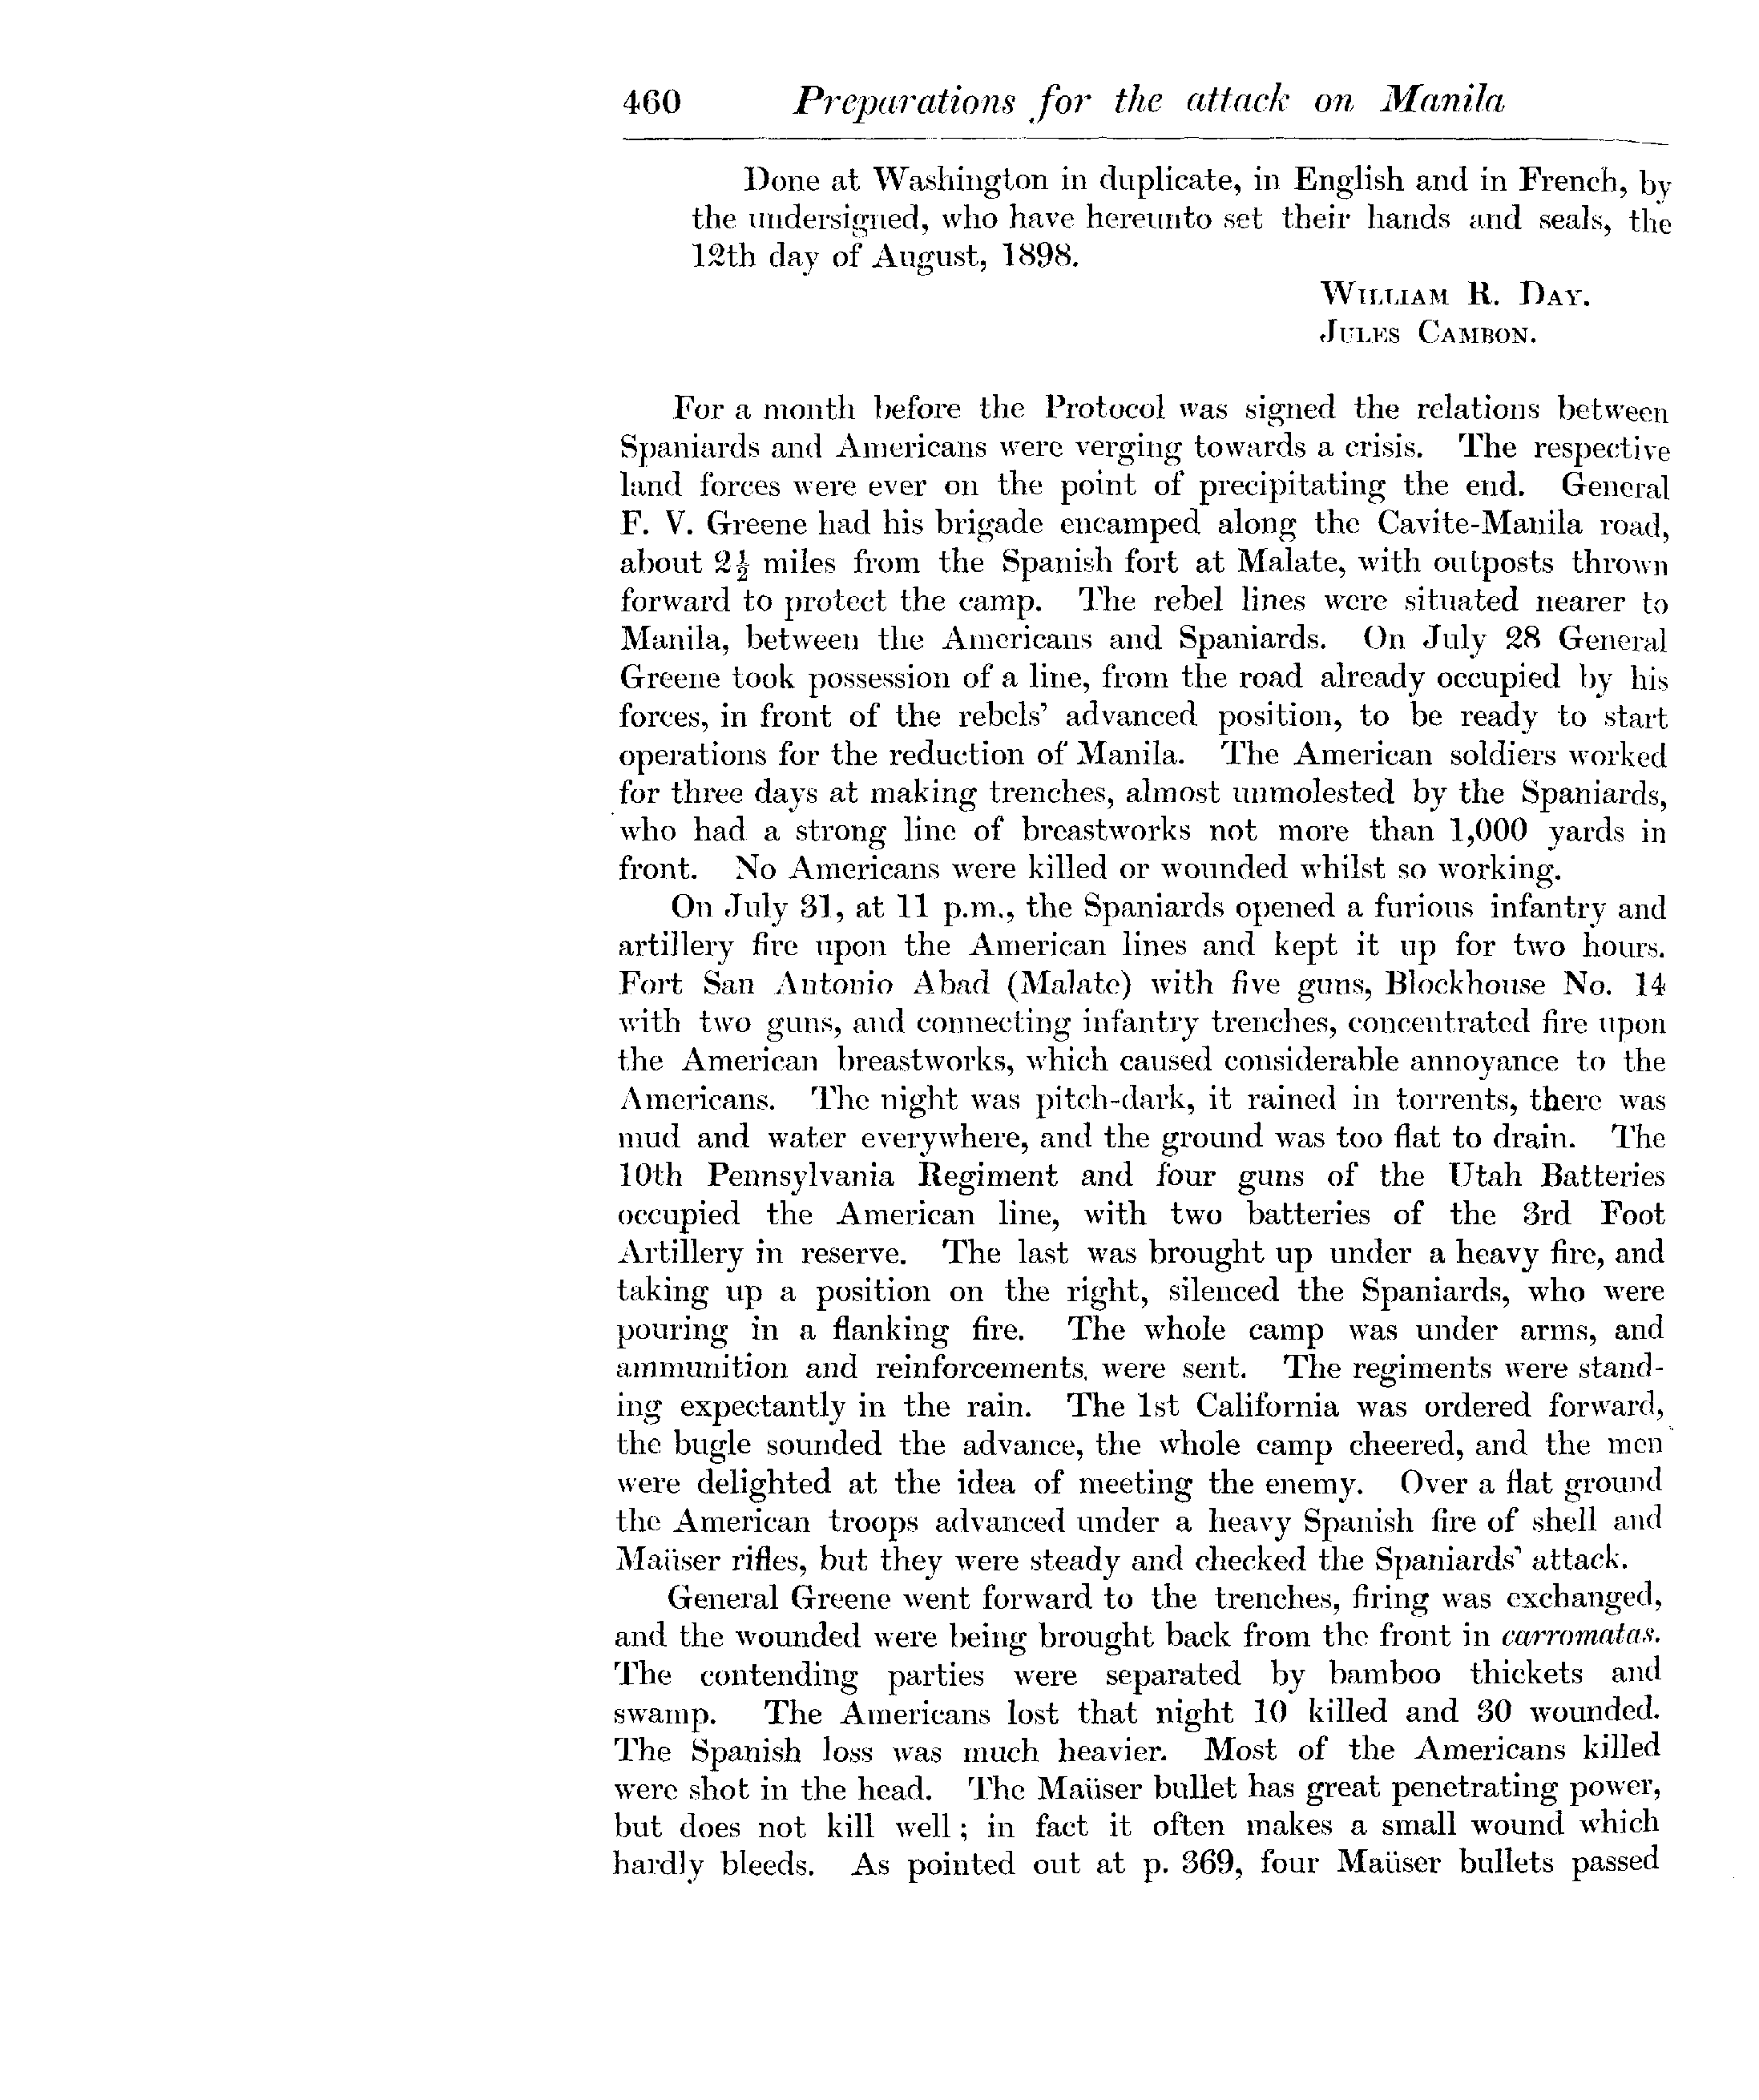 460 Preparations for the attack on Manila
Done at Washington in duplicate, in English and in French, by
the undersigned, who have hereunto set their hands and seals, the
12th day of August, 1898.
William R. Day.
Jules Cambon.
For a month before the Protocol was signed the relations between
Spaniards and Americans were verging towards a crisis. The respective
land forces were ever on the point of precipitating the end. General
F. V. Greene had his brigade encamped along the Cavite-Manila road,
about 2½ miles from the Spanish fort at Malate, with outposts thrown
forward to protect the camp. The rebel lines were situated nearer to
Manila, between the Americans and Spaniards. On July 28 General
Greene took possession of a line, from the road already occupied by his
forces, in front of the rebels' advanced position, to be ready to start
operations for the reduction of Manila. The American soldiers worked
for three days at making trenches, almost unmolested by the Spaniards,
who had a strong line of breastworks not more than 1,000 yards in
front. No Americans were killed or wounded whilst so working.
On July 31, at 11 p.m., the Spaniards opened a furious infantry and
artillery fire upon the American lines and kept it up for two hours.
Fort San Antonio Abad (Malate) with five guns, Blockhouse No. 14
with two guns, and connecting infantry trenches, concentrated fire upon
the American breastworks, which caused considerable annoyance to the
Americans. The night was pitch-dark, it rained in torrents, there was
mud and water everywhere, and the ground was too flat to drain. The
10th Pennsylvania Regiment and four guns of the Utah Batteries
occupied the American line, with two batteries of the 3rd Foot
Artillery in reserve. The last was brought up under a heavy fire, and
taking up a position on the right, silenced the Spaniards, who were
pouring in a flanking fire. The whole camp was under arms, and
ammunition and reinforcements, were sent. The regiments were stand-
ing expectantly in the rain. The 1st California was ordered forward,
the bugle sounded the advance, the whole camp cheered, and the men
were delighted at the idea of meeting the enemy. Over a flat ground
the American troops advanced under a heavy Spanish fire of shell and
Maüser rifles, but they were steady and checked the Spaniards' attack.
General Greene went forward to the trenches, firing was exchanged,
and the wounded were being brought back from the front in carromatas.
The contending parties were separated by bamboo thickets and
swamp. The Americans lost that night 10 killed and 30 wounded.
The Spanish loss was much heavier. Most of the Americans killed
were shot in the head. The Maüser bullet has great penetrating power,
but does not kill well; in fact it often makes a small wound which
hardly bleeds. As pointed out at p. 369, four Maüser bullets passed